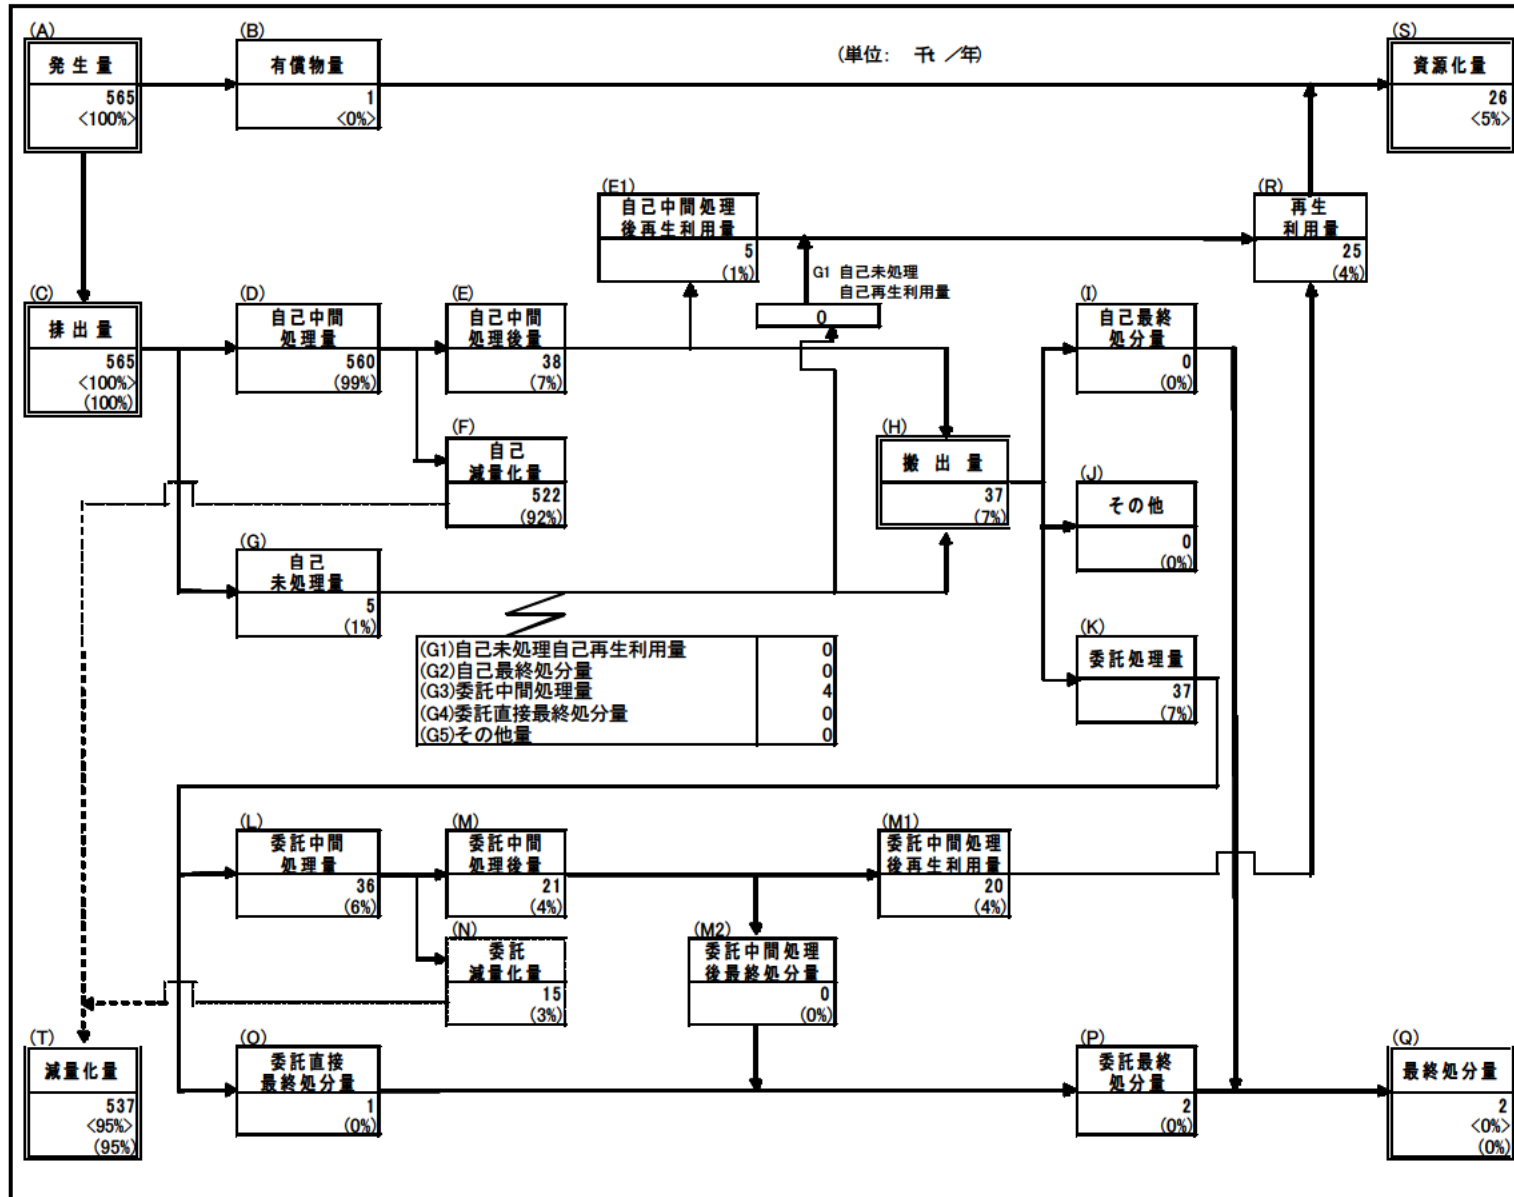 (A)
発生量
565
<100%>
(B)
有償物量
1
<0%>
(単位: 千t /年)
(S)
資源化量
26
<5%>
(E1)
自己中間処理
後再生利用量
5
(1%)
G1 自己未処理
自己再生利用量
0
(R)
再生
利用量
25
(4%)
(C)
排出量
565
<100%>
(100%)
(D)
自己中間
処理量
560
(99%)
(E)
自己中間
処理後量
38
(7%)
(I)
自己最終
処分量
0
(0%)
(F)
自己
減量化量
522
(92%)
(H)
搬出量
37
(7%)
(J)
その他
0
(0%)
(G)
自己
未処理量
5
(1%)
(G1)自己未処理自己再生利用量 0
(G2)自己最終処分量 0
(G3)委託中間処理量 4
(G4)委託直接最終処分量 0
(G5)その他量 0
(K)
委託処理量
37
(7%)
(L)
委託中間
処理量
36
(6%)
(M)
委託中間
処理後量
21
(4%)
(M1)
委託中間処理
後再生利用量
20
(4%)
(N)
委託
減量化量
15
(3%)
(M2)
委託中間処理
後最終処分量
0
(0%)
(T)
減量化量
537
<95%>
(95%)
(O)
委託直接
最終処分量
1
(0%)
(P)
委託最終
処分量
2
(0%)
(Q)
最終処分量
2
<0%>
(0%)